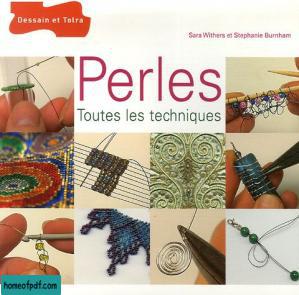 Dessain et Tolra
Sara Withers et Stephanie Burnham
Perles
Toutes les techniques
homeofpdf.com